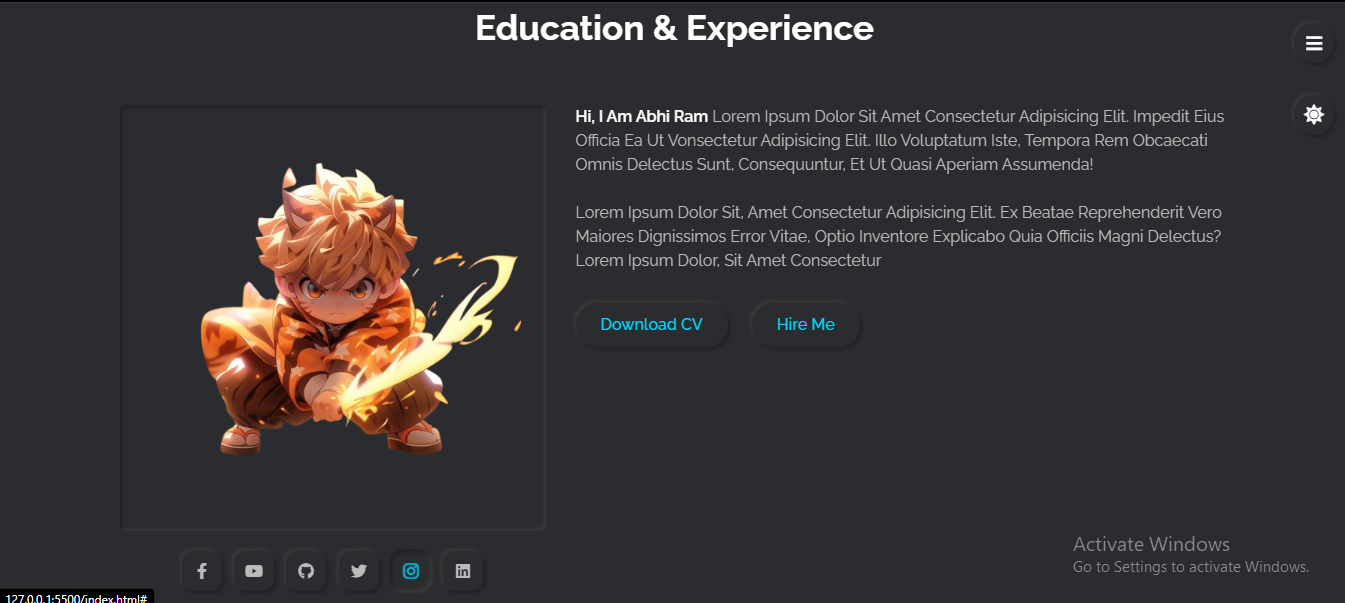 Education & Experience
Hi, I Am Abhi Ram Lorem Ipsum Dolor Sit Amet Consectetur Adipisicing Elit. Impedit Eius
Officia Ea Ut Vonsectetur Adipisicing Elit. Illo Voluptatum Iste, Tempora Rem Obcaecati
Omnis Delectus Sunt, Consequuntur, Et Ut Quasi Aperiam Assumenda!
Lorem Ipsum Dolor Sit, Amet Consectetur Adipisicing Elit. Ex Beatae Reprehenderit Vero
Maiores Dignissimos Error Vitae, Optio Inventore Explicabo Quia Officiis Magni Delectus?
Lorem Ipsum Dolor, Sit Amet Consectetur
Download CV
Hire Me
Activate Windows
Go to Settings to activate Windows.
127.0.0.1:5500/index.html#